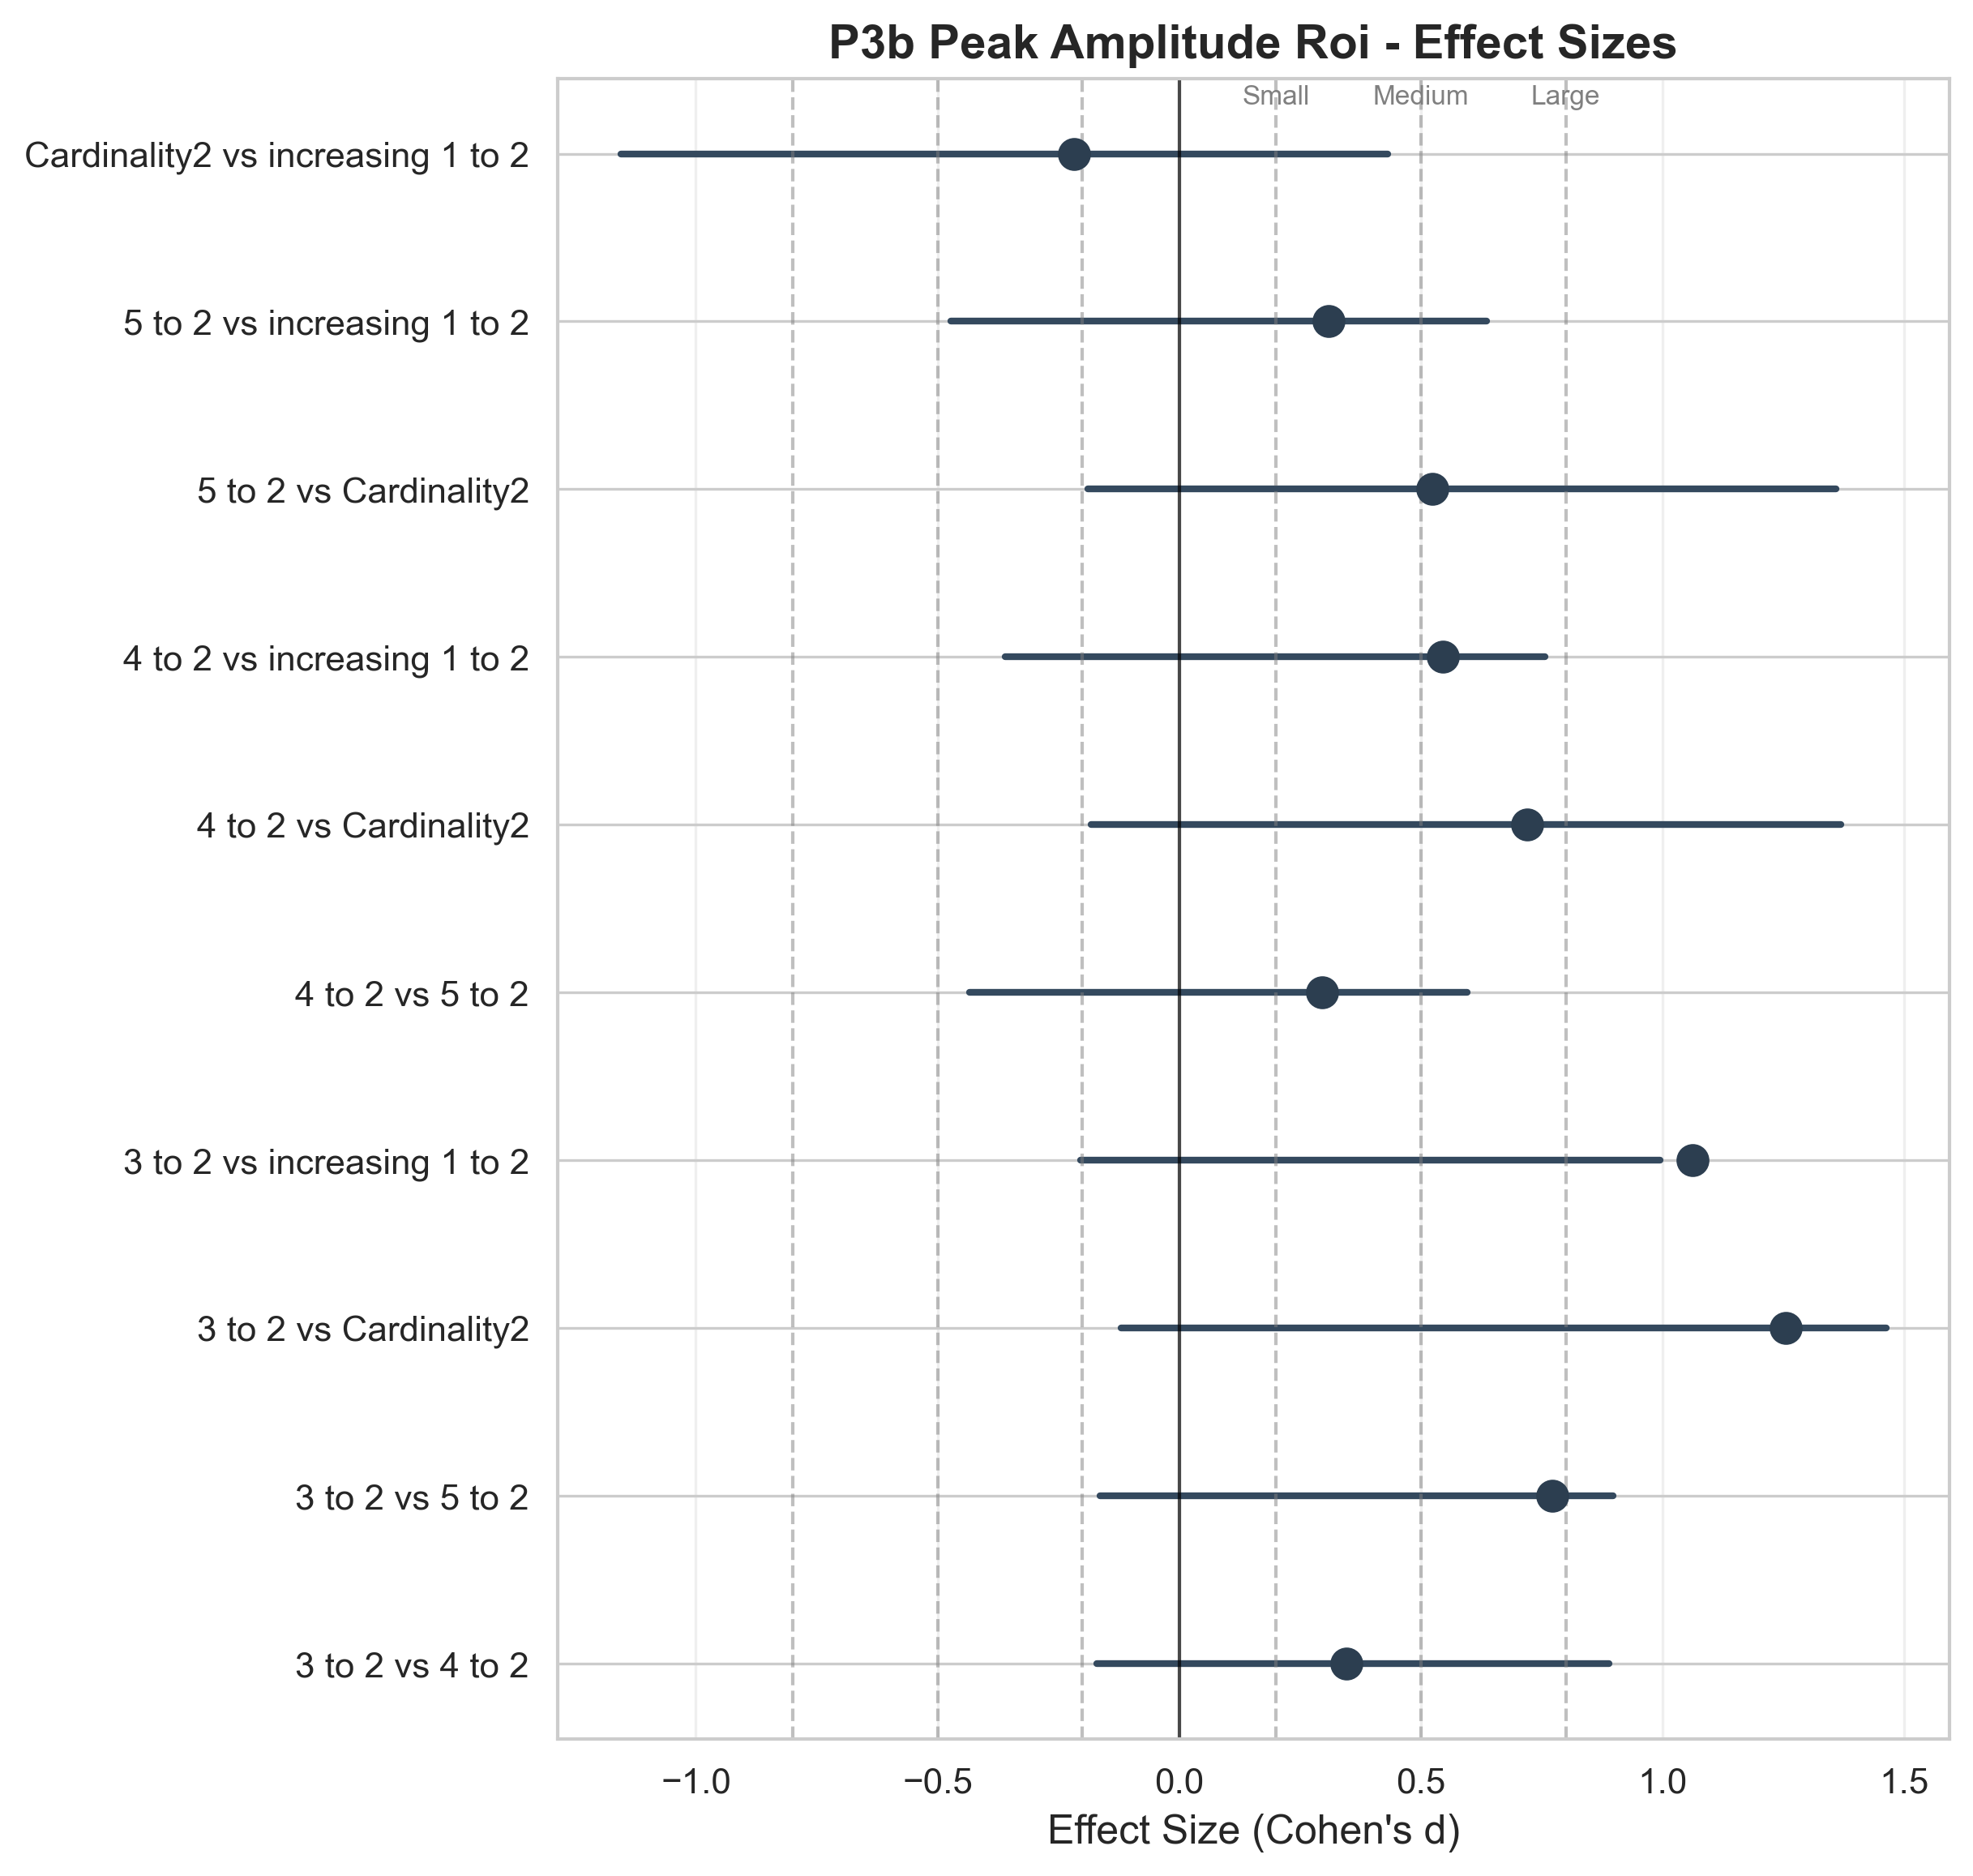 P3b Peak Amplitude Roi - Effect Sizes
Small Medium Large
Cardinality2 vs increasing 1 to 2
5 to 2 vs increasing 1 to 2
5 to 2 vs Cardinality2
4 to 2 vs increasing 1 to 2
4 to 2 vs Cardinality2
4 to 2 vs 5 to 2
3 to 2 vs increasing 1 to 2
3 to 2 vs Cardinality2
3 to 2 vs 5 to 2
3 to 2 vs 4 to 2
−1.0 −0.5 0.0 0.5 1.0 1.5
Effect Size (Cohen's d)